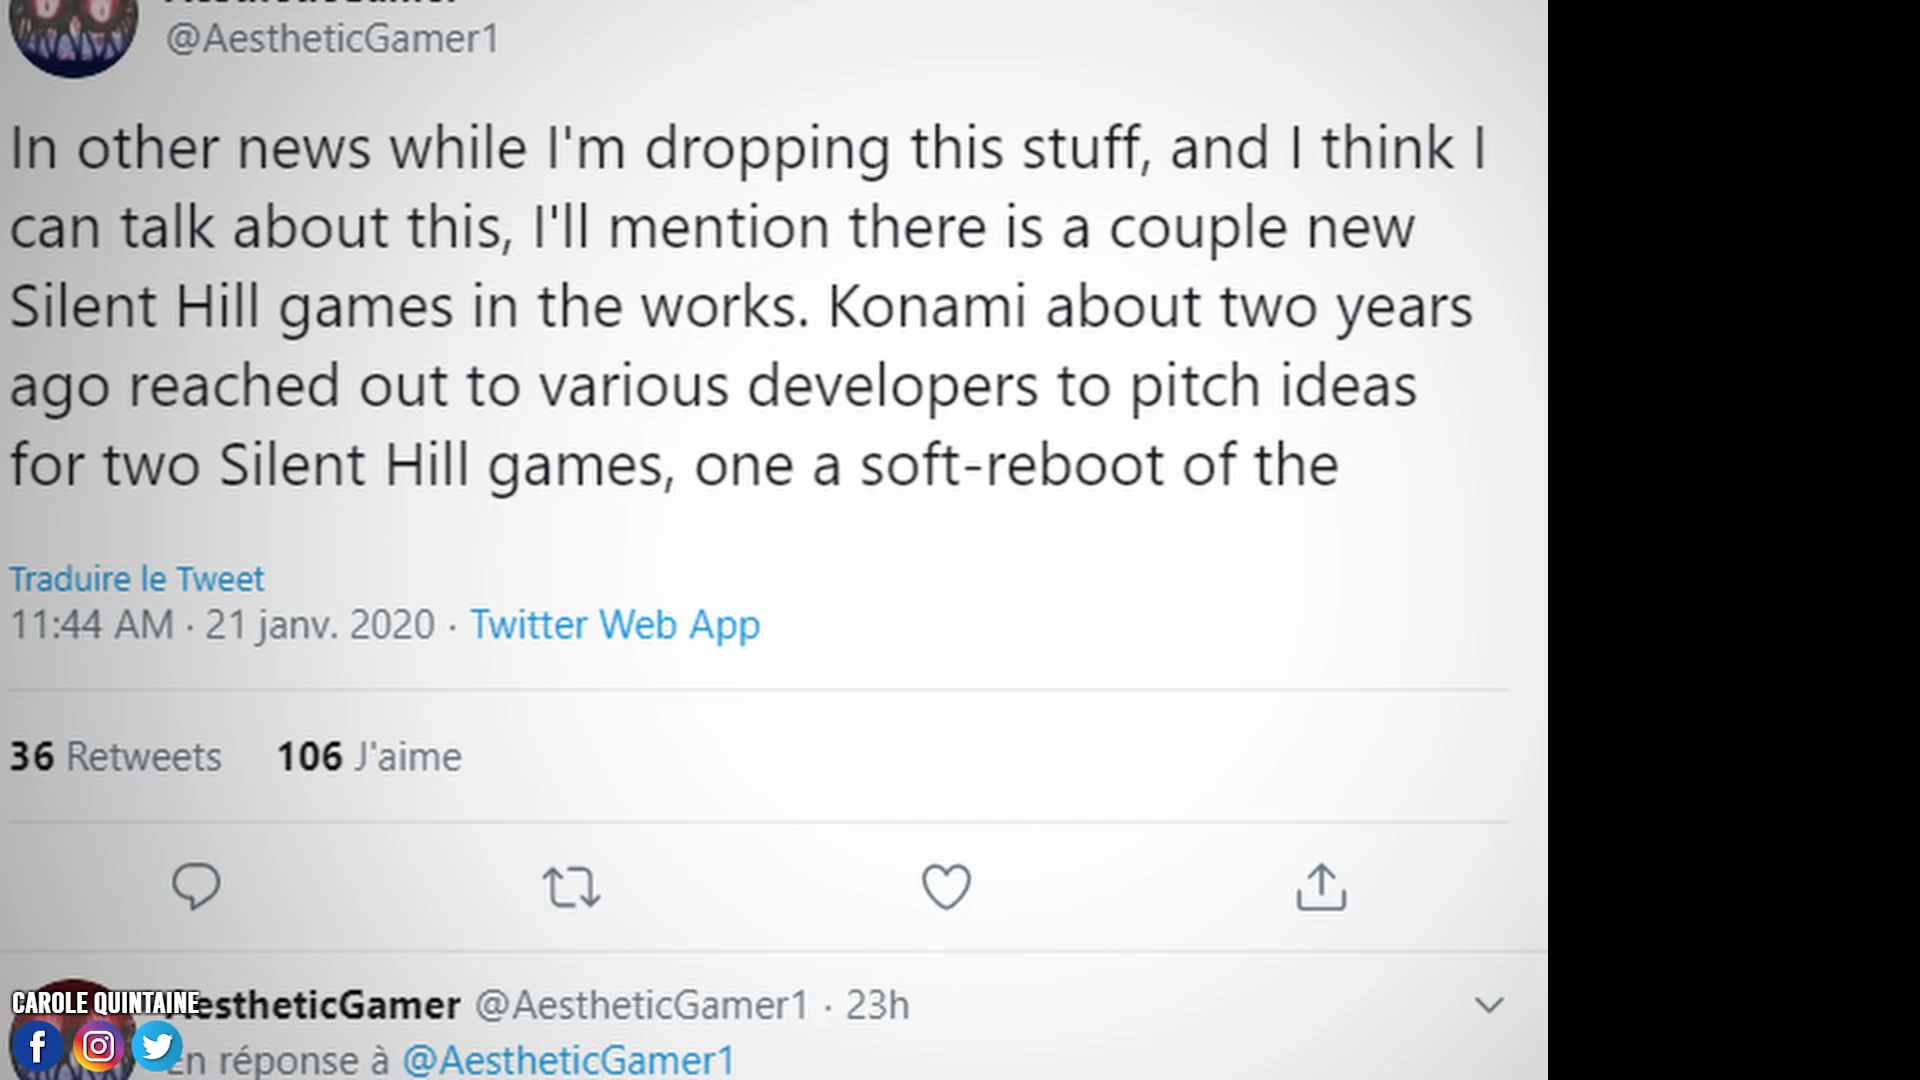 @AestheticGamer1
In other news while I'm dropping this stuff, and I think I
can talk about this, I'll mention there is a couple new
Silent Hill games in the works. Konami about two years
ago reached out to various developers to pitch ideas
for two Silent Hill games, one a soft-reboot of the
Traduire le Tweet
11:44 AM · 21 janv. 2020 · Twitter Web App
36 Retweets 106 J'aime
AestheticGamer @AestheticGamer1 · 23h
CAROLE QUINTAINE
En réponse à @AestheticGamer1